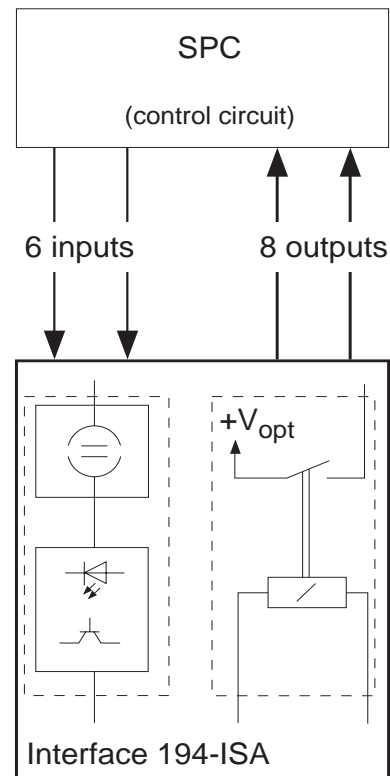 SPC
(control circuit)
6 inputs 8 outputs
+Vopt
Interface 194-ISA